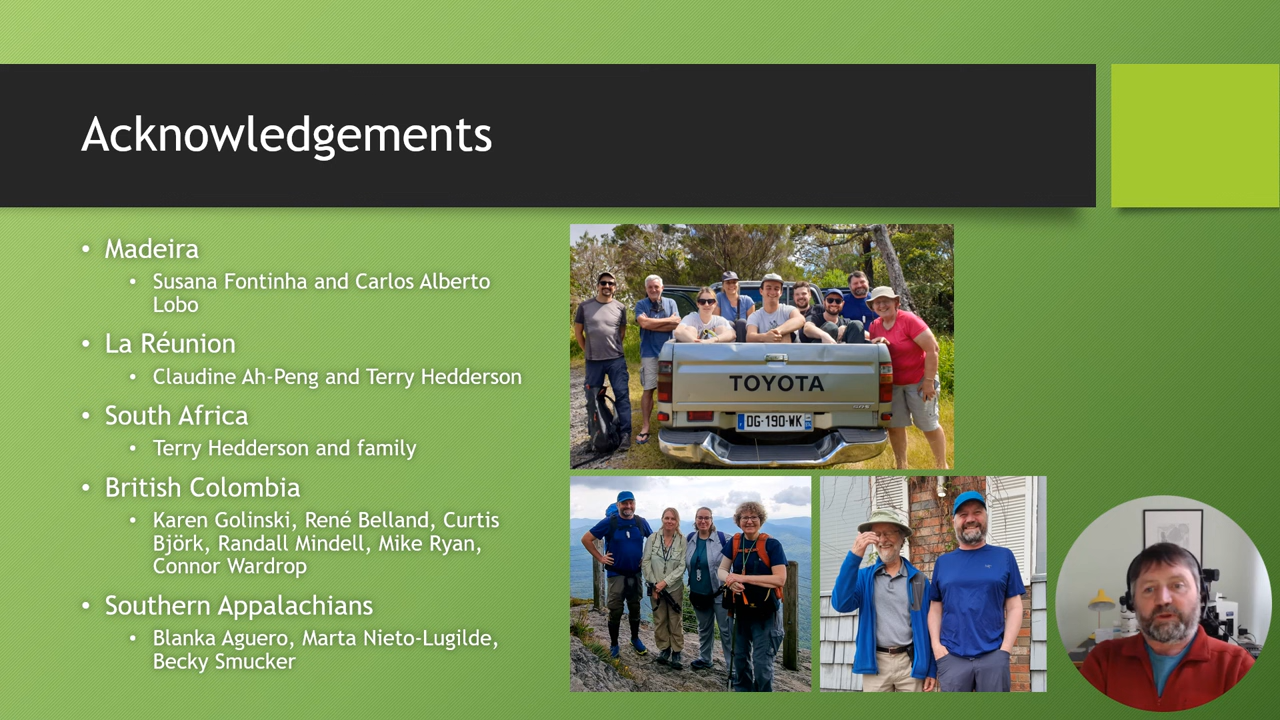 Acknowledgements
• Madeira
• Susana Fontinha and Carlos Alberto
Lobo
• La Réunion
• Claudine Ah-Peng and Terry Hedderson
• South Africa
• Terry Hedderson and family
• British Colombia
• Karen Golinski, René Belland, Curtis
Björk, Randall Mindell, Mike Ryan,
Connor Wardrop
• Southern Appalachians
• Blanka Aguero, Marta Nieto-Lugilde,
Becky Smucker
TOYOTA
DG-190-WK